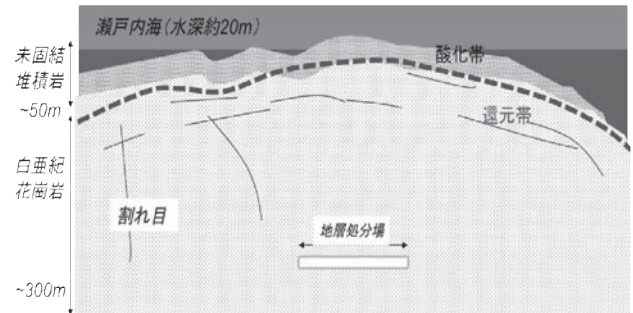 瀬戸内海(水深約20m)
未固結
堆積岩
酸化帯
~50m
還元帯
白亜紀
花崗岩
割れ目
地層処分場
~300m